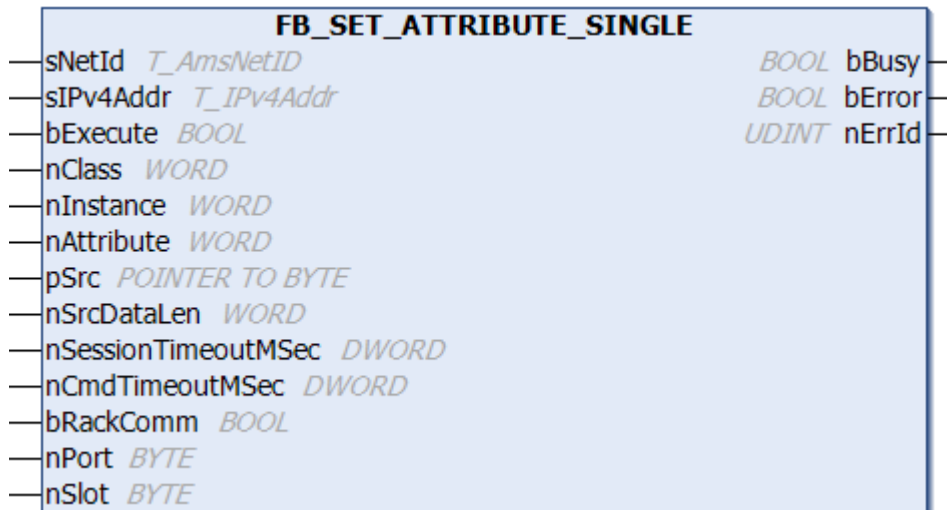 FB_SET_ATTRIBUTE_SINGLE
sNetId T_AmsNetID BOOL bBusy
sIPv4Addr T_IPv4Addr BOOL bError
bExecute BOOL UDINT nErrId
nClass WORD
nInstance WORD
nAttribute WORD
pSrc POINTER TO BYTE
nSrcDataLen WORD
nSessionTimeoutMSec DWORD
nCmdTimeoutMSec DWORD
bRackComm BOOL
nPort BYTE
nSlot BYTE